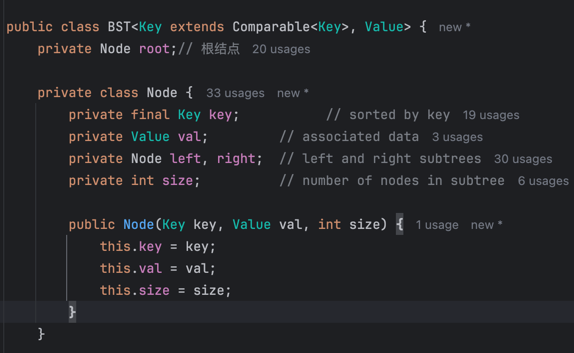 public class BST<Key extends Comparable<Key>, Value> { new *
private Node root;// 根结点 20 usages
private class Node { 33 usages new *
private final Key key; // sorted by key 19 usages
private Value val; // associated data 3 usages
private Node left, right; // left and right subtrees 30 usages
private int size; // number of nodes in subtree 6 usages
public Node(Key key, Value val, int size) { 1 usage new *
this.key = key;
this.val = val;
this.size = size;
}
}